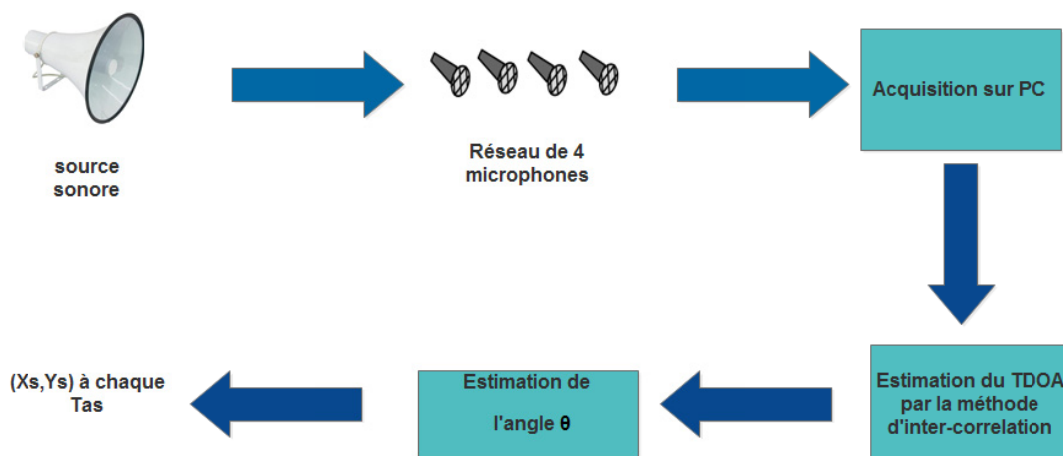 source
sonore
Réseau de 4
microphones
Acquisition sur PC
Estimation du TDOA
par la méthode
d'inter-correlation
Estimation de
l'angle θ
(Xs,Ys) à chaque
Tas